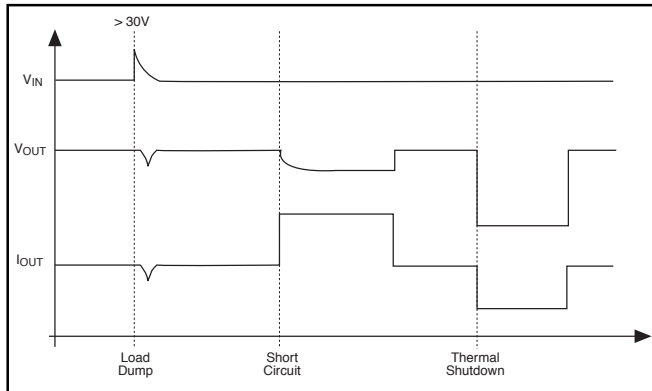 > 30V
VIN
VOUT
IOUT
Load
Dump
Short
Circuit
Thermal
Shutdown